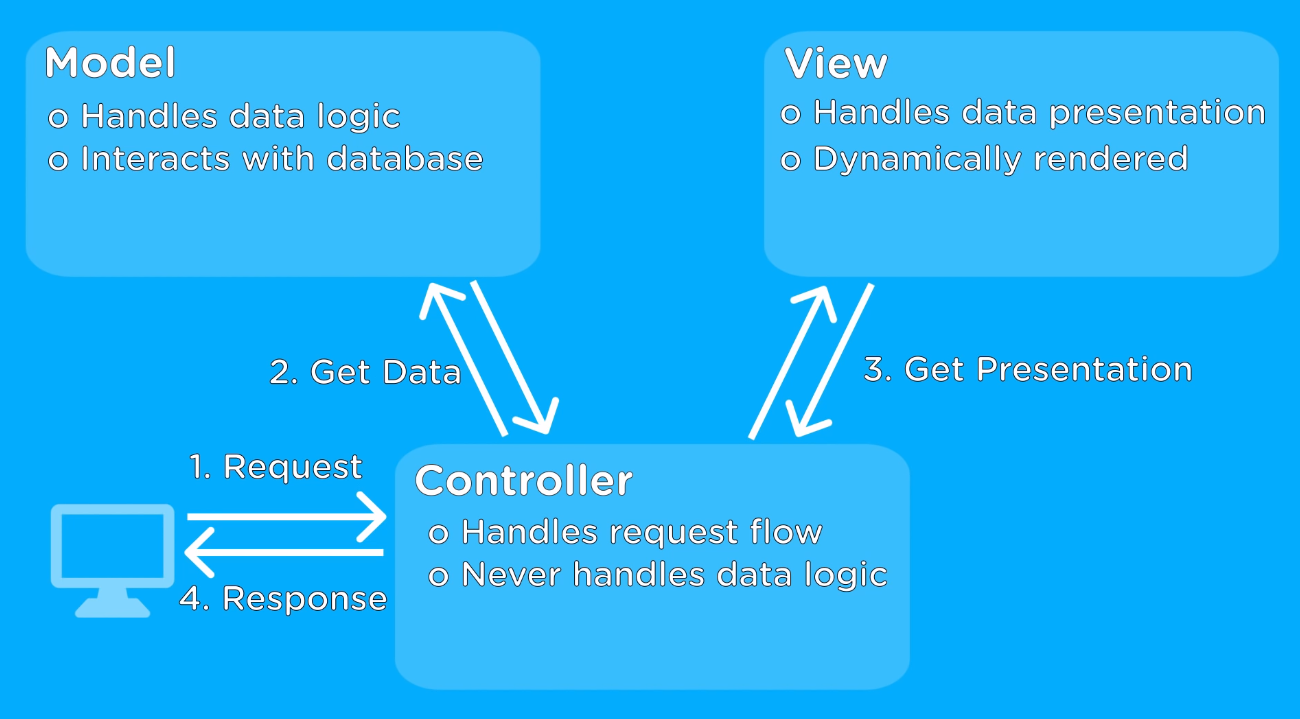 Model
o Handles data logic
o Interacts with database
View
o Handles data presentation
o Dynamically rendered
2. Get Data
3. Get Presentation
1. Request
4. Response
Controller
o Handles request flow
o Never handles data logic